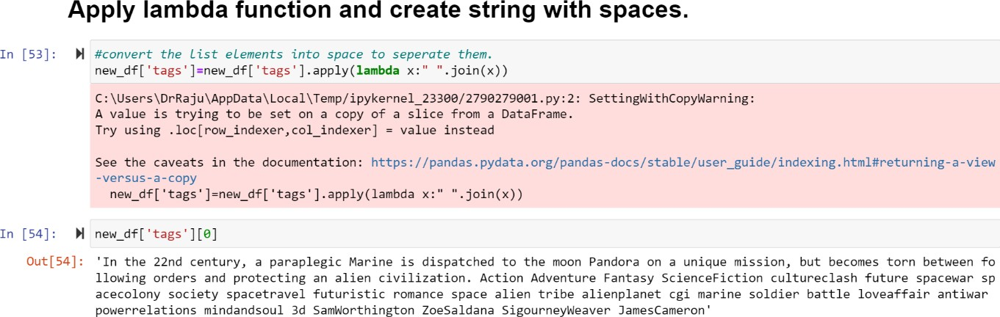 Apply lambda function and create string with spaces.
In [53]: #convert the list elements into space to seperate them.
new_df['tags']=new_df['tags'].apply(lambda x:" ".join(x))
C:\Users\DrRaju\AppData\Local\Temp/ipykernel_23300/2790279001.py:2: SettingWithCopyWarning:
A value is trying to be set on a copy of a slice from a DataFrame.
Try using .loc[row_indexer,col_indexer] = value instead
See the caveats in the documentation: https://pandas.pydata.org/pandas-docs/stable/user_guide/indexing.html#returning-a-view
-versus-a-copy
new_df['tags']=new_df['tags'].apply(lambda x:" ".join(x))
In [54]: new_df['tags'][0]
Out[54]: 'In the 22nd century, a paraplegic Marine is dispatched to the moon Pandora on a unique mission, but becomes torn between fo
llowing orders and protecting an alien civilization. Action Adventure Fantasy ScienceFiction cultureclash future spacewar sp
acecolony society spacetravel futuristic romance space alien tribe alienplanet cgi marine soldier battle loveaffair antiwar
powerrelations mindandsoul 3d SamWorthington ZoeSaldana SigourneyWeaver JamesCameron'